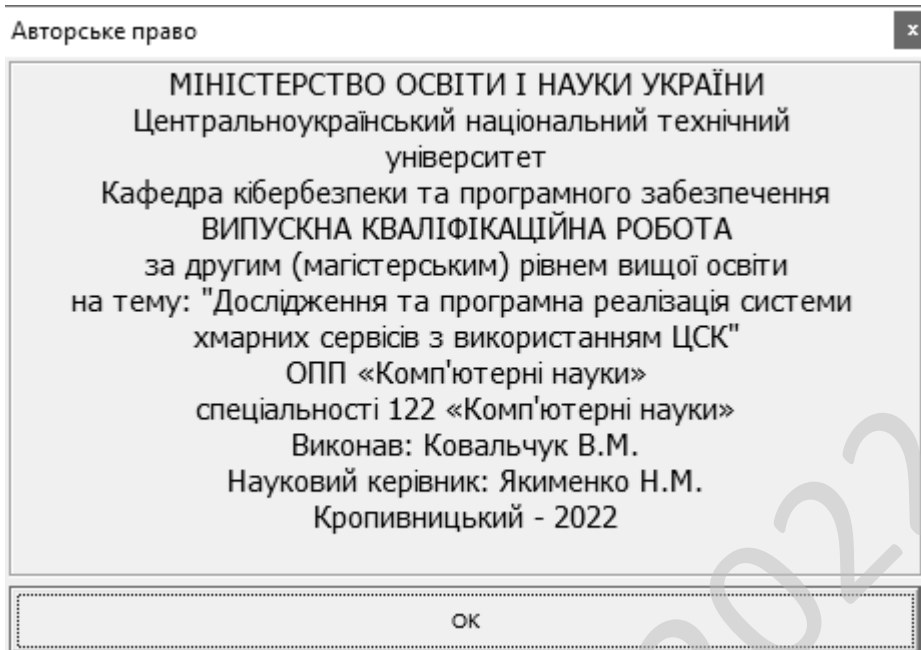 Авторське право
x
МІНІСТЕРСТВО ОСВІТИ І НАУКИ УКРАЇНИ
Центральноукраїнський національний технічний
університет
Кафедра кібербезпеки та програмного забезпечення
ВИПУСКНА КВАЛІФІКАЦІЙНА РОБОТА
за другим (магістерським) рівнем вищої освіти
на тему: "Дослідження та програмна реалізація системи
хмарних сервісів з використанням ЦСК"
ОПП «Комп'ютерні науки»
спеціальності 122 «Комп'ютерні науки»
Виконав: Ковальчук В.М.
Науковий керівник: Якименко Н.М.
Кропивницький - 2022
ОК
2022